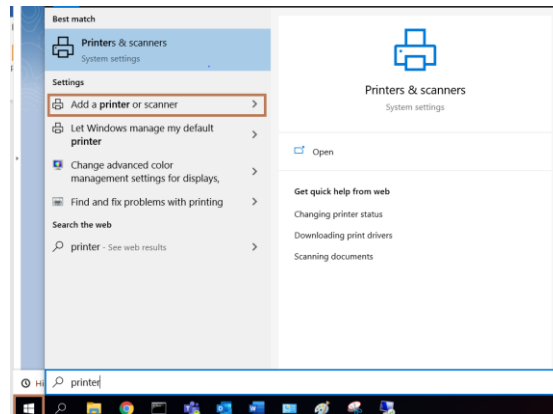 Best match
Printers & scanners
System settings
Settings
Add a printer or scanner
Let Windows manage my default
printer
Change advanced color
management settings for displays,
Find and fix problems with printing
Search the web
printer - See web results
Printers & scanners
System settings
Open
Get quick help from web
Changing printer status
Downloading print drivers
Scanning documents
Hi
printer